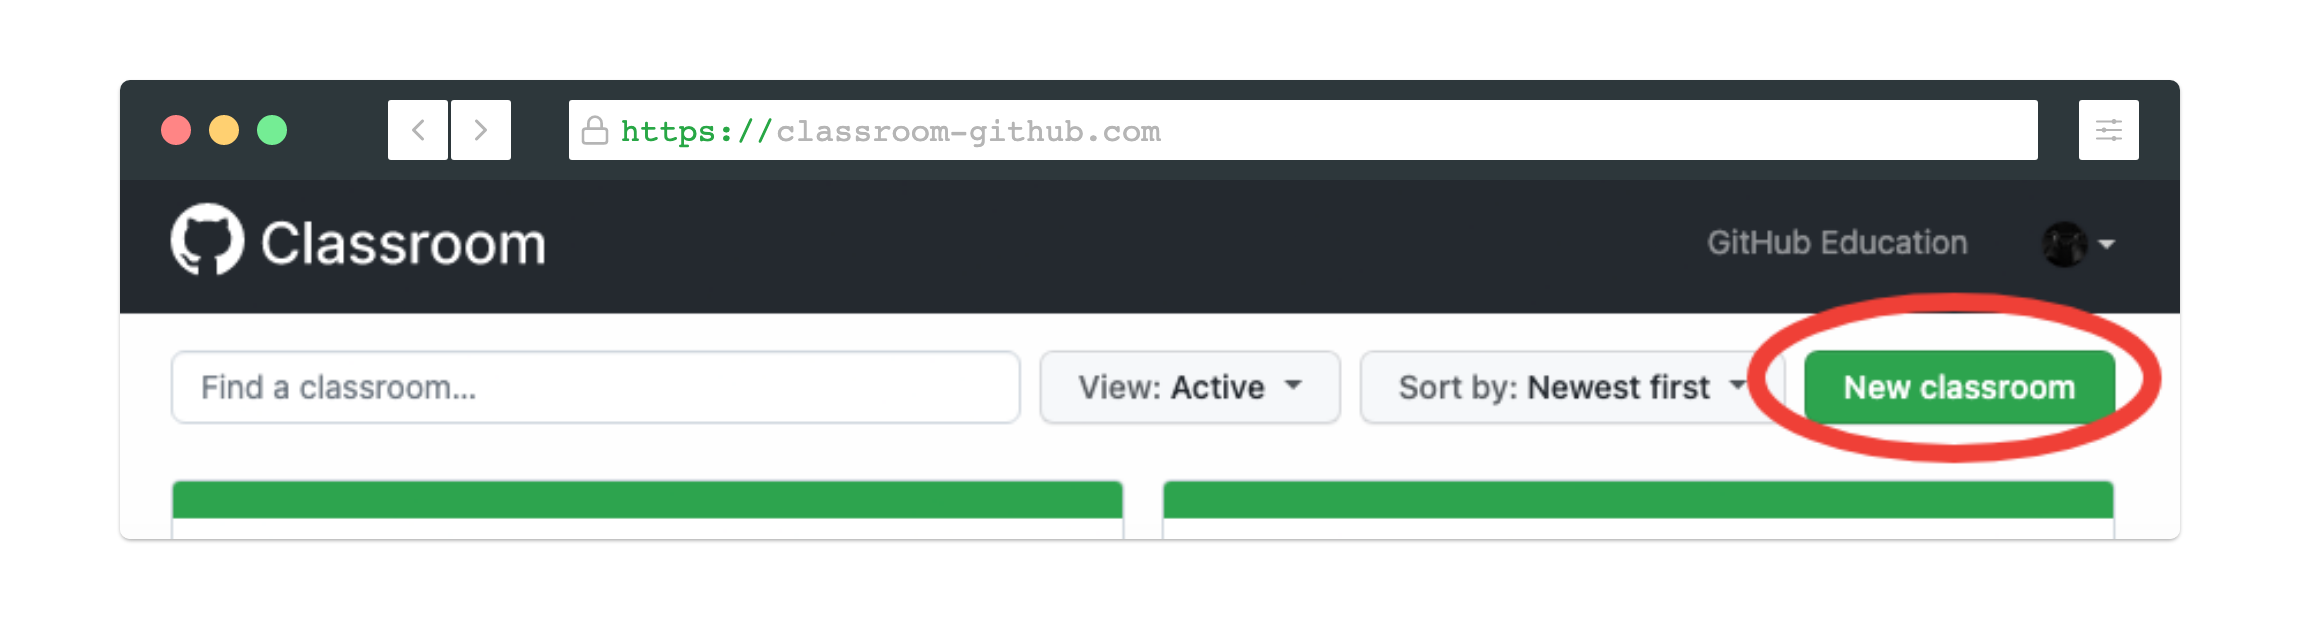 https://classroom-github.com
Classroom
GitHub Education
Find a classroom...
View: Active
Sort by: Newest first
New classroom